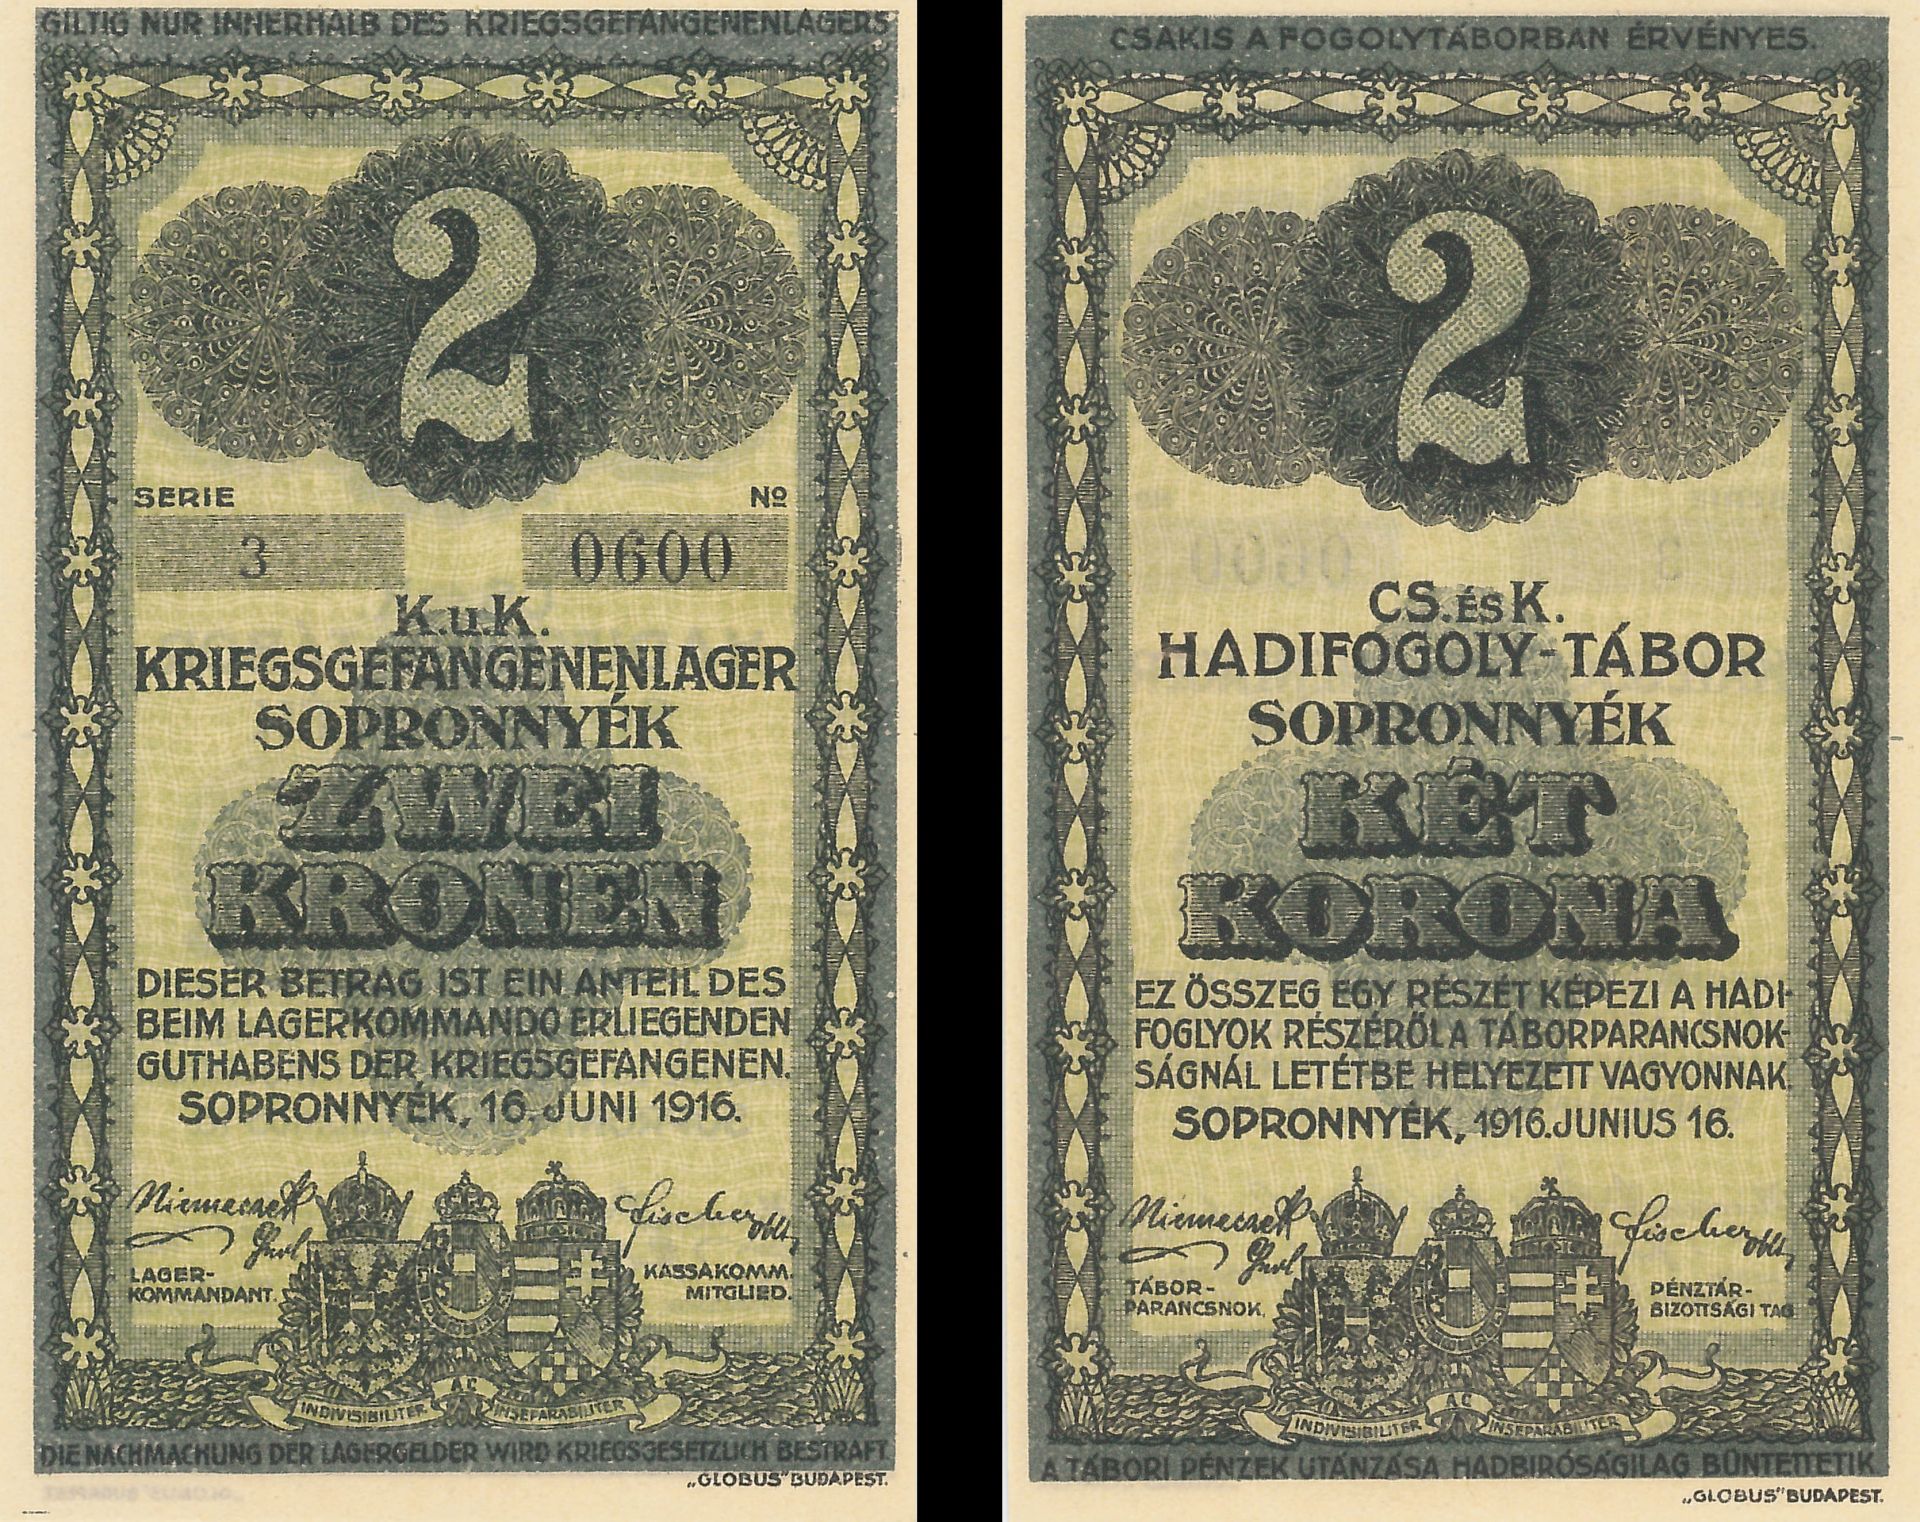 GILTIG NUR INNERHALB DES KRIEGSGEFANGENENLAGERS
2
SERIE No
3 0600
K.u.K.
KRIEGSGEFANGENENLAGER
SOPRONNYÉK
ZWEI
KRONEN
DIESER BETRAG IST EIN ANTEIL DES
BEIM LAGERKOMMANDO ERLIEGENDEN
GUTHABENS DER KRIEGSGEFANGENEN.
SOPRONNYÉK, 16. JUNI 1916.
Fischer
LAGER-
KOMMANDANT.
KASSAKOMM.
MITGLIED.
INDIVISIBILITER AC INSEPARABILITER
DIE NACHMACHUNG DER LAGERGELDER WIRD KRIEGSGESETZLICH BESTRAFT
„GLOBUS" BUDAPEST.
CSAKIS A FOGOLYTÁBORBAN ÉRVÉNYES.
2
CS. ÉS K.
HADIFOGOLY-TÁBOR
SOPRONNYÉK
KÉT
KORONA
EZ ÖSSZEG EGY RÉSZÉT KÉPEZI A HADI-
FOGLYOK RÉSZÉRŐL A TÁBORPARANCSNOK-
SÁGNÁL LETÉTBE HELYEZETT VAGYONNAK.
SOPRONNYÉK, 1916. JUNIUS 16.
Fischer
TÁBOR-
PARANCSNOK.
PÉNZTÁR-
BIZOTTSÁGI TAG
INDIVISIBILITER AC INSEPARABILITER
A TÁBORI PÉNZEK UTÁNZÁSA HADBIRÓSÁGILAG BÜNTETTETIK
„GLOBUS" BUDAPEST.